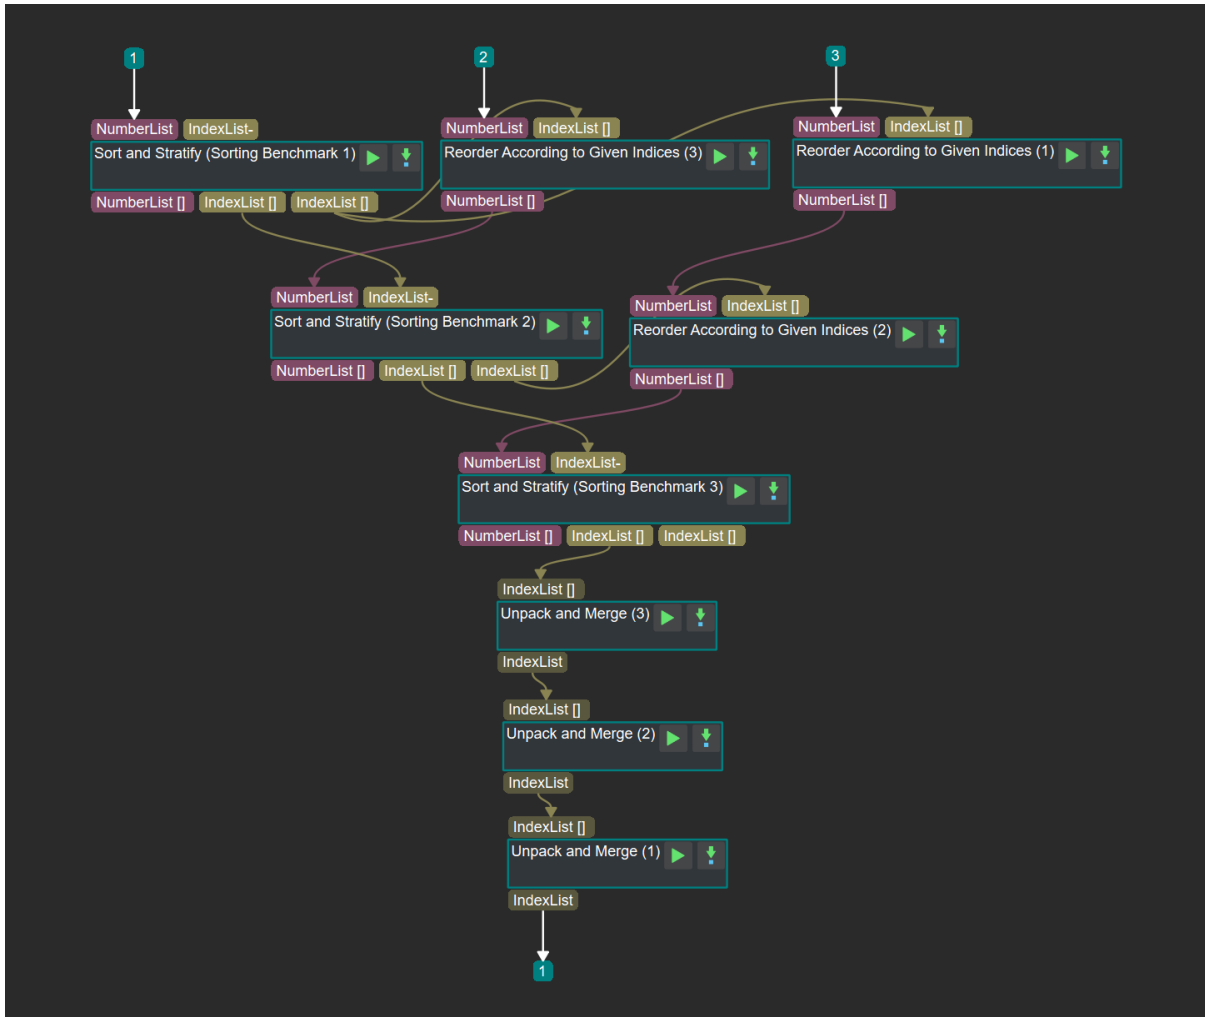 1
2
3
NumberList IndexList-
NumberList IndexList []
NumberList IndexList []
Sort and Stratify (Sorting Benchmark 1)
Reorder According to Given Indices (3)
Reorder According to Given Indices (1)
NumberList [] IndexList [] IndexList []
NumberList []
NumberList []
NumberList IndexList-
NumberList IndexList []
Sort and Stratify (Sorting Benchmark 2)
Reorder According to Given Indices (2)
NumberList [] IndexList [] IndexList []
NumberList []
NumberList IndexList-
Sort and Stratify (Sorting Benchmark 3)
NumberList [] IndexList [] IndexList []
IndexList []
Unpack and Merge (3)
IndexList
IndexList []
Unpack and Merge (2)
IndexList
IndexList []
Unpack and Merge (1)
IndexList
1